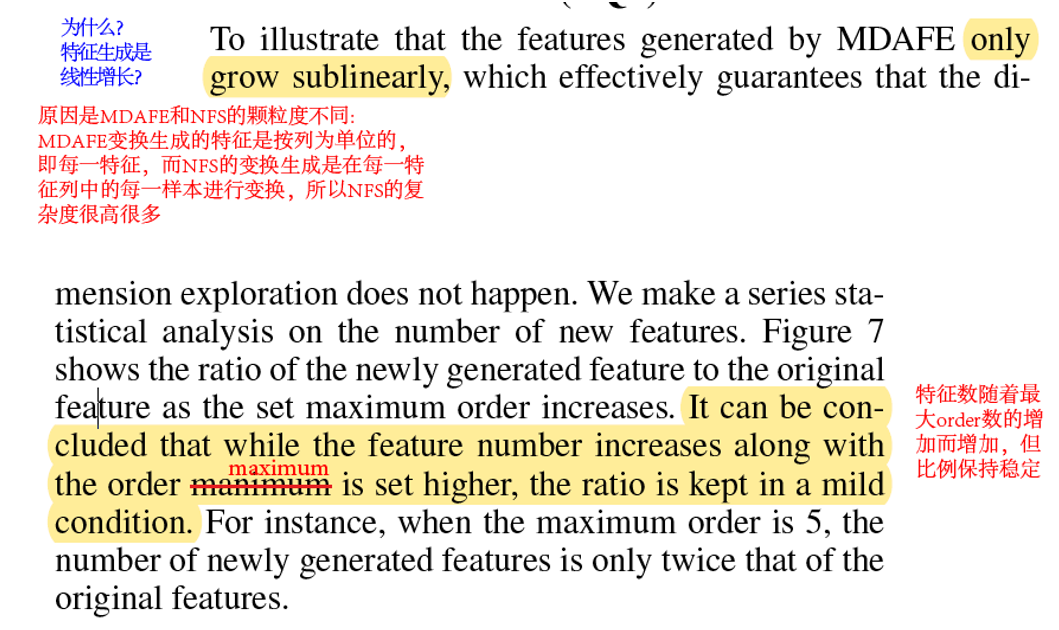 为什么?
特征生成是
线性增长?
To illustrate that the features generated by MDAFE only
grow sublinearly, which effectively guarantees that the di-
原因是MDAFE和NFS的颗粒度不同:
MDAFE变换生成的特征是按列为单位的，
即每一特征，而NFS的变换生成是在每一特
征列中的每一样本进行变换，所以NFS的复
杂度很高很多
mension exploration does not happen. We make a series sta-
tistical analysis on the number of new features. Figure 7
shows the ratio of the newly generated feature to the original
feature as the set maximum order increases. It can be con-
cluded that while the feature number increases along with
maximum
the order manimum is set higher, the ratio is kept in a mild
condition. For instance, when the maximum order is 5, the
number of newly generated features is only twice that of the
original features.
特征数随着最
大order数的增
加而增加，但
比例保持稳定